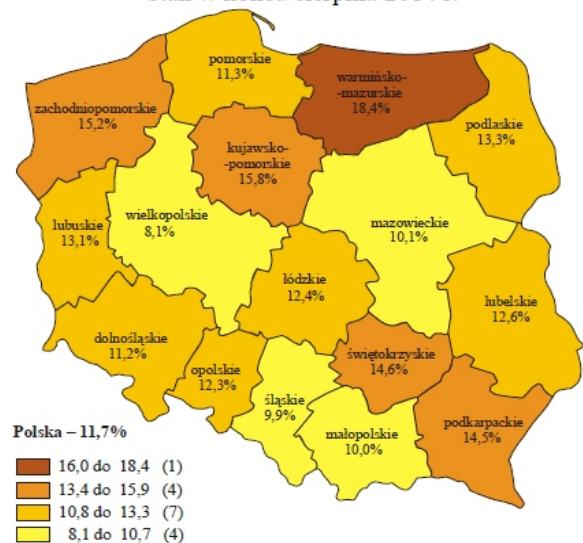 pomorskie
11,3%
warmińsko-
-mazurskie
18,4%
zachodniopomorskie
15,2%
podlaskie
13,3%
kujawsko-
-pomorskie
15,8%
wielkopolskie
8,1%
mazowieckie
10,1%
lubuskie
13,1%
łódzkie
12,4%
lubelskie
12,6%
dolnośląskie
11,2%
opolskie
12,3%
świętokrzyskie
14,6%
śląskie
9,9%
małopolskie
10,0%
podkarpackie
14,5%
Polska – 11,7%
16,0 do 18,4 (1)
13,4 do 15,9 (4)
10,8 do 13,3 (7)
8,1 do 10,7 (4)